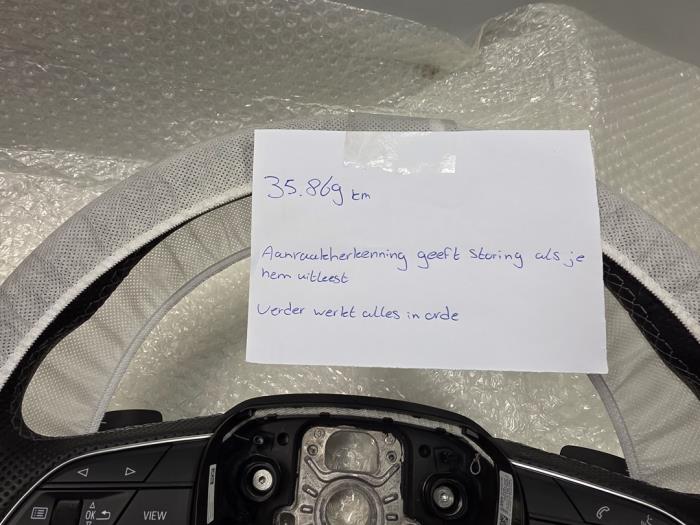 35.869 km
Aanraakherkenning geeft storing als je
hem uitleest
Verder werkt alles in orde
OK
VIEW